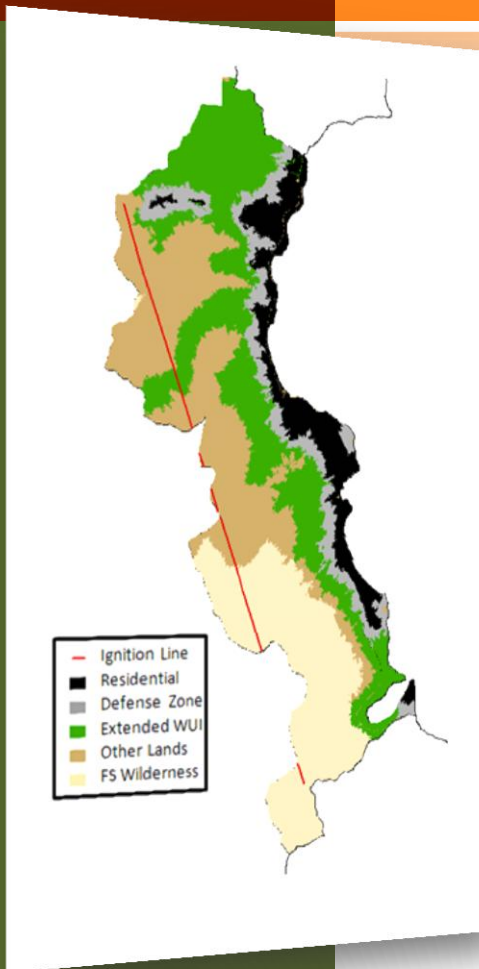 Ignition Line
Residential
Defense Zone
Extended WUI
Other Lands
FS Wilderness